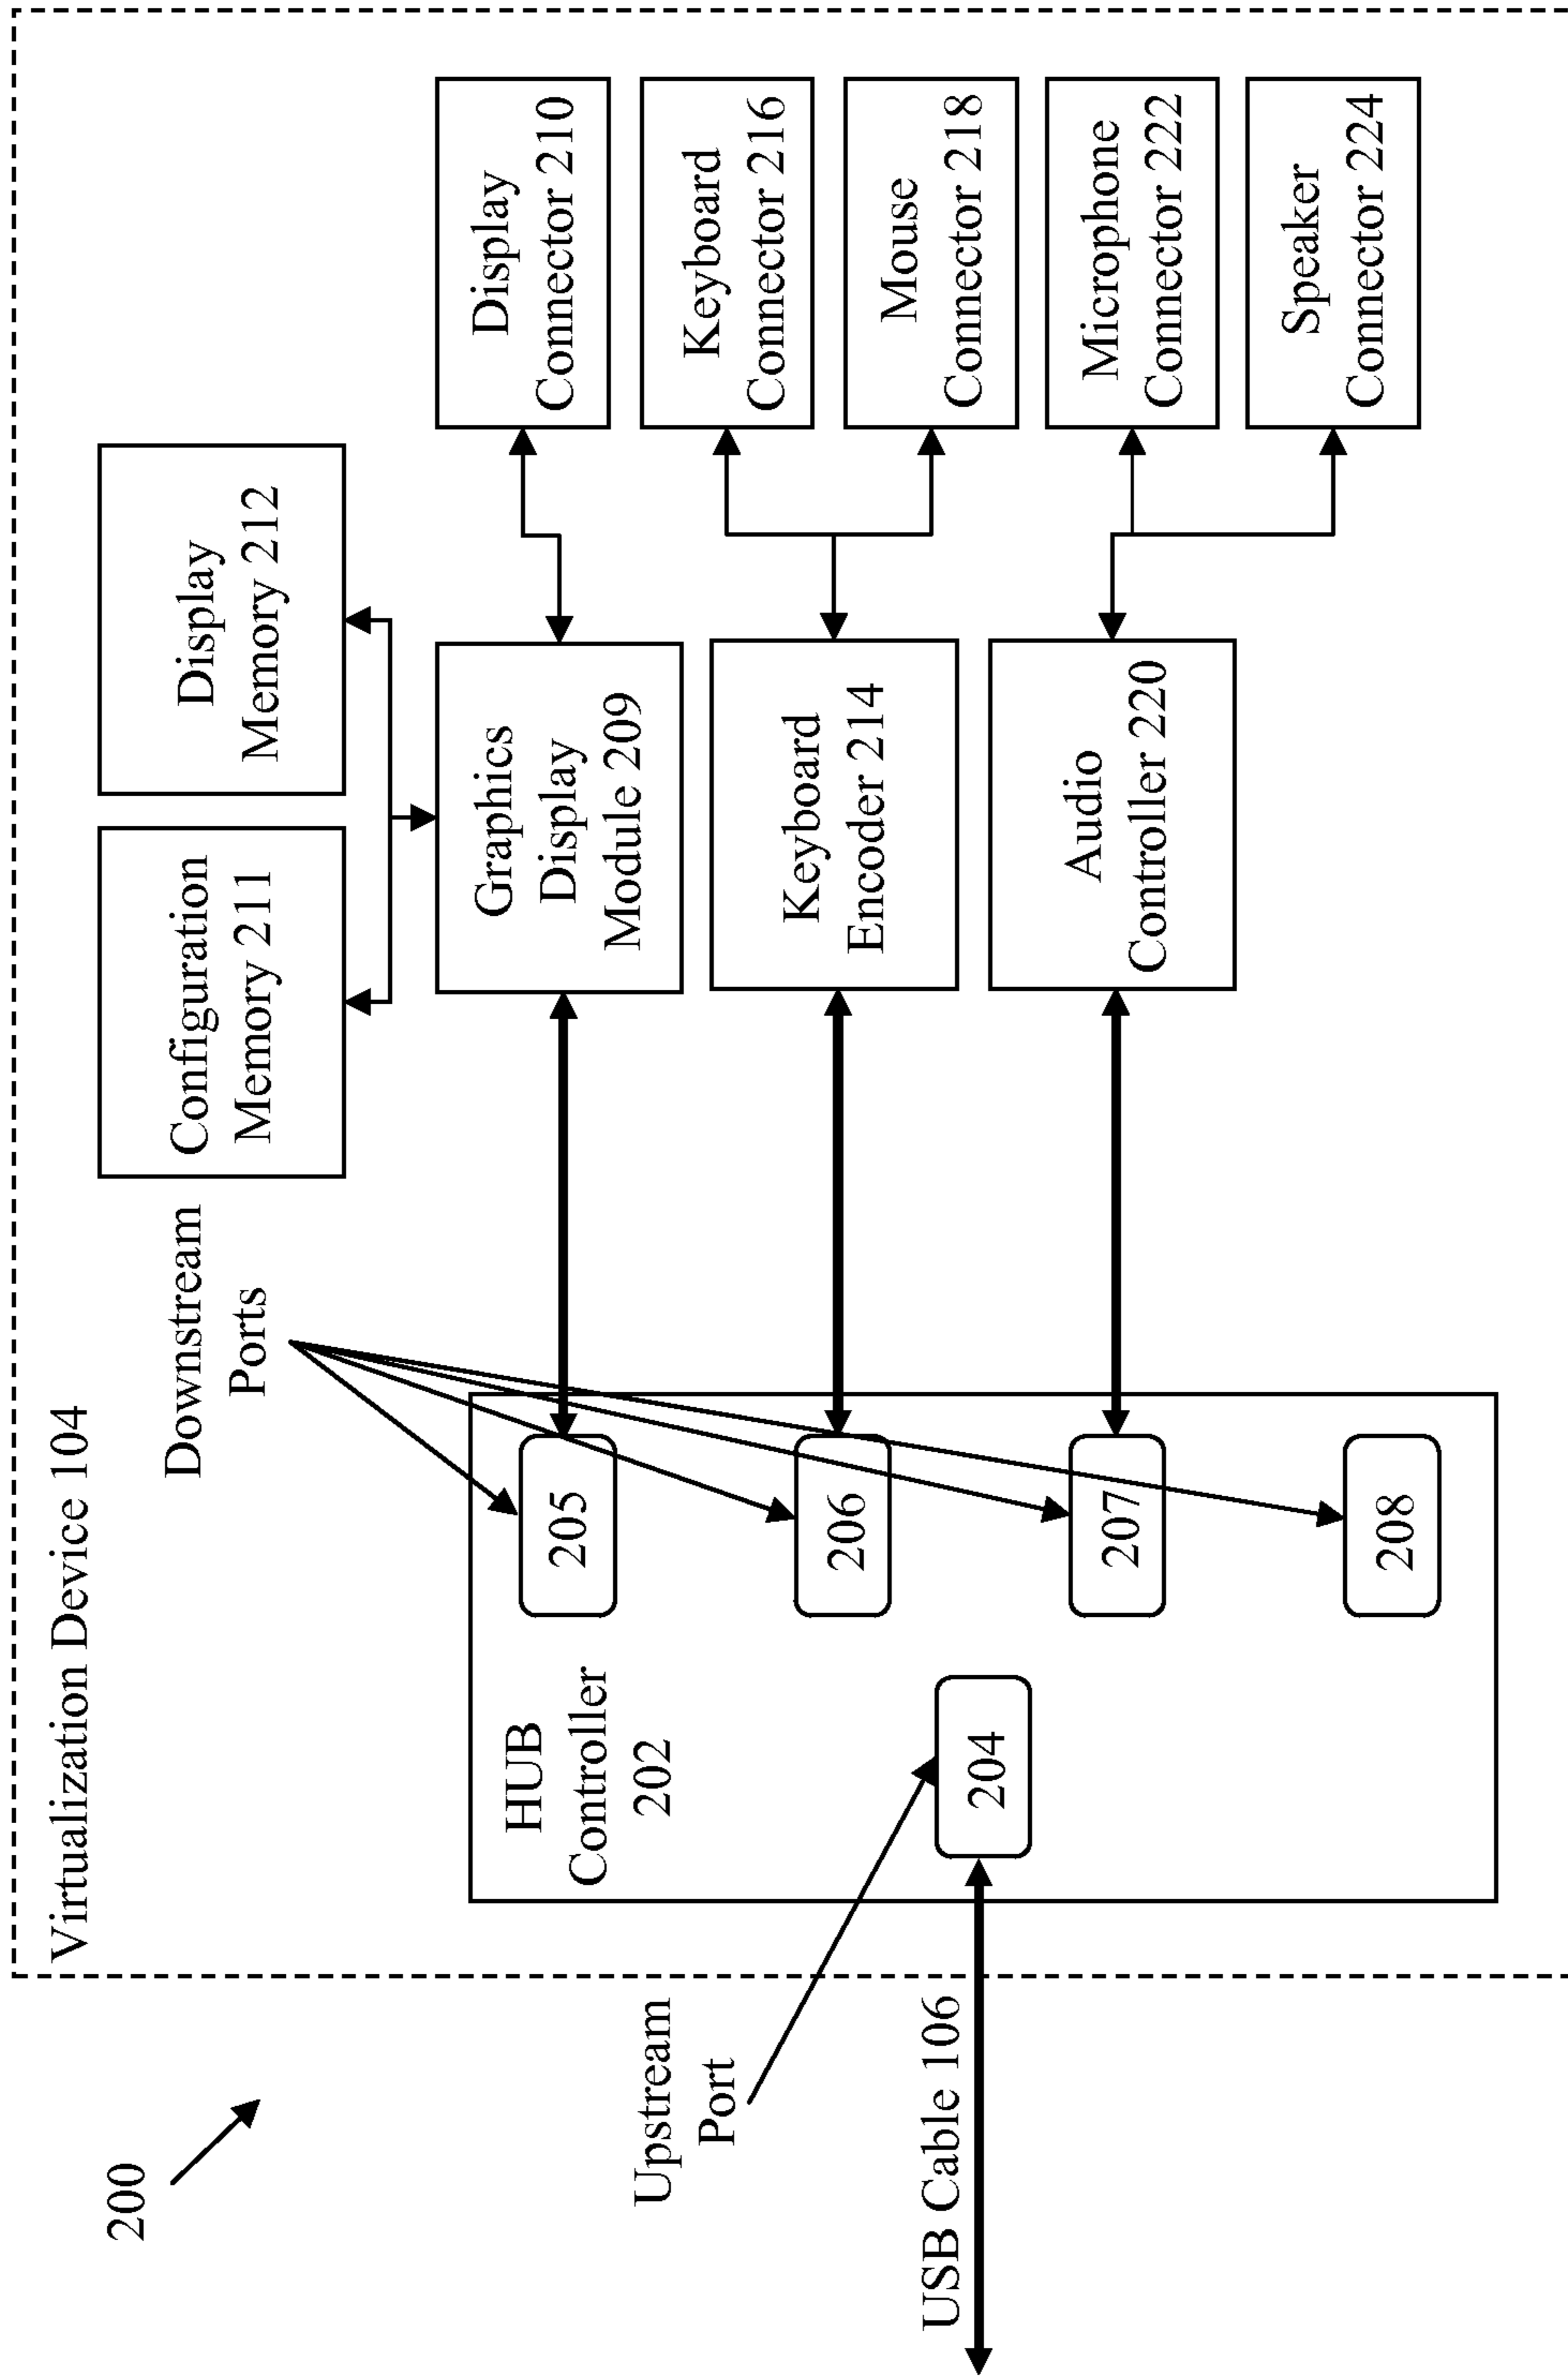 200
Virtualization Device 104
Downstream
Ports
Configuration
Memory 211
Display
Memory 212
Upstream
Port
USB Cable 106
HUB
Controller
202
204
205
206
207
208
Graphics
Display
Module 209
Keyboard
Encoder 214
Audio
Controller 220
Display
Connector 210
Keyboard
Connector 216
Mouse
Connector 218
Microphone
Connector 222
Speaker
Connector 224